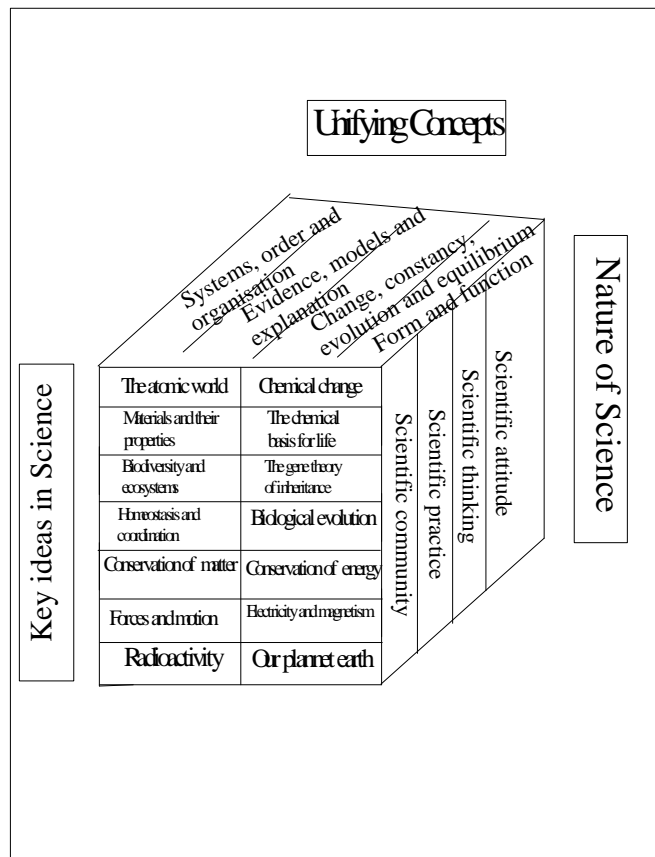 Unifying Concepts
Systems, order and
organisation
Evidence, models and
explanation
Change, constancy,
evolution and equilibrium
Form and function
Nature of Science
Key ideas in Science
The atomic world
Chemical change
Materials and their
properties
The chemical
basis for life
Biodiversity and
ecosystems
The gene theory
of inheritance
Homeostasis and
coordination
Biological evolution
Conservation of matter
Conservation of energy
Forces and motion
Electricity and magnetism
Radioactivity
Our plannet earth
Scientific community
Scientific practice
Scientific thinking
Scientific attitude